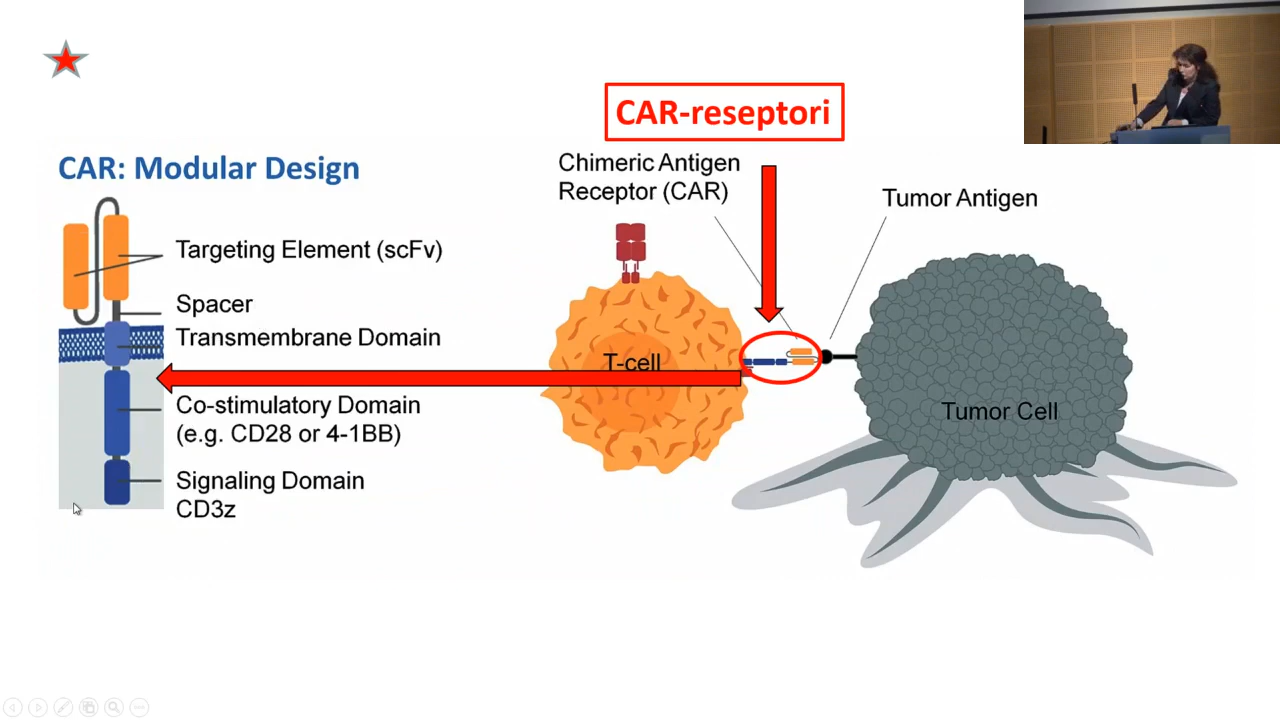 CAR-reseptori
CAR: Modular Design
Targeting Element (scFv)
Spacer
Transmembrane Domain
Co-stimulatory Domain
(e.g. CD28 or 4-1BB)
Signaling Domain
CD3z
Chimeric Antigen
Receptor (CAR)
Tumor Antigen
T-cell
Tumor Cell